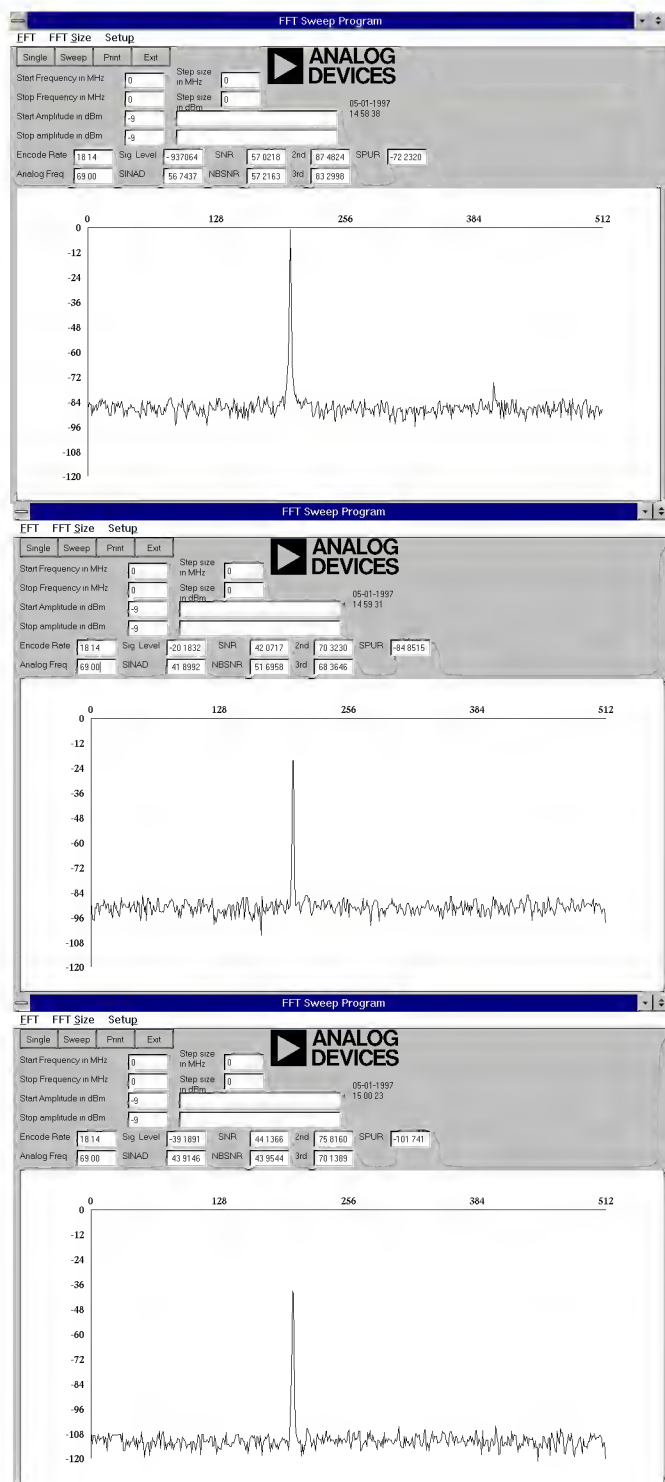 FFT Sweep Program
FFT FFT Size Setup
Single Sweep Print Exit
ANALOG
DEVICES
Start Frequency in MHz 0 Step size in MHz 0
Stop Frequency in MHz 0 Step size in dBm 0
05-01-1997
Start Amplitude in dBm -9
14 58 38
Stop amplitude in dBm -9
Encode Rate 18 14 Sig Level -937064 SNR 57 0218 2nd 87 4824 SPUR -72 2320
Analog Freq 69 00 SINAD 56 7437 NBSNR 57 2163 3rd 83 2998
0 128 256 384 512
0
-12
-24
-36
-48
-60
-72
-84
-96
-108
-120
FFT Sweep Program
FFT FFT Size Setup
Single Sweep Print Exit
ANALOG
DEVICES
Start Frequency in MHz 0 Step size in MHz 0
Stop Frequency in MHz 0 Step size in dBm 0
05-01-1997
Start Amplitude in dBm -9
14 59 31
Stop amplitude in dBm -9
Encode Rate 18 14 Sig Level -20 1832 SNR 42 0717 2nd 70 3230 SPUR -84 8515
Analog Freq 69 00 SINAD 41 8992 NBSNR 51 6958 3rd 68 3646
0 128 256 384 512
0
-12
-24
-36
-48
-60
-72
-84
-96
-108
-120
FFT Sweep Program
FFT FFT Size Setup
Single Sweep Print Exit
ANALOG
DEVICES
Start Frequency in MHz 0 Step size in MHz 0
Stop Frequency in MHz 0 Step size in dBm 0
05-01-1997
Start Amplitude in dBm -9
15 00 23
Stop amplitude in dBm -9
Encode Rate 18 14 Sig Level -39 1891 SNR 44 1366 2nd 75 8160 SPUR -101 741
Analog Freq 69 00 SINAD 43 9146 NBSNR 43 9544 3rd 70 1389
0 128 256 384 512
0
-12
-24
-36
-48
-60
-72
-84
-96
-108
-120